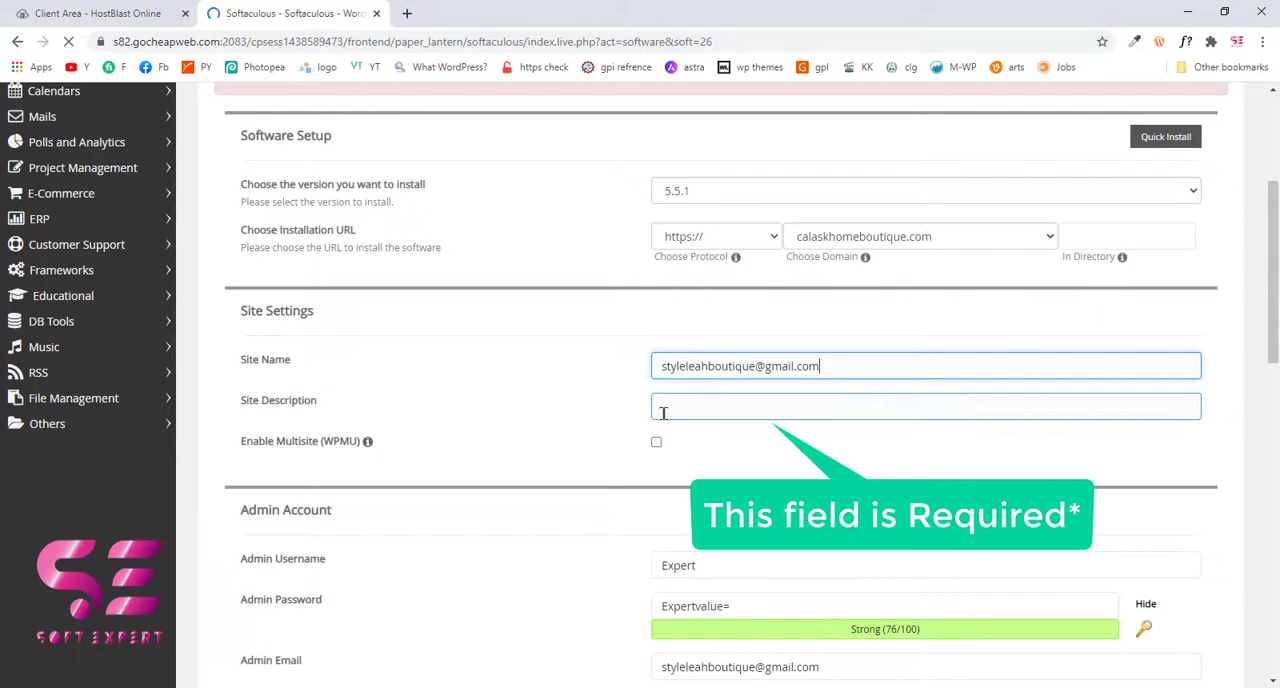 Client Area - HostBlast Online
Softaculous - Softaculous - Wor
s82.gocheapweb.com:2083/cpsess1438589473/frontend/paper_lantern/softaculous/index.live.php?act=software&soft=26
Apps Y F Fb PY Photopea logo YT YT What WordPress? https check gpi refrence astra wp themes gpl KK clg M-WP arts Jobs Other bookmarks
Calendars
Mails
Polls and Analytics
Project Management
E-Commerce
ERP
Customer Support
Frameworks
Educational
DB Tools
Music
RSS
File Management
Others
SE
SOFT EXPERT
Software Setup
Quick Install
Choose the version you want to install
Please select the version to install.
5.5.1
Choose Installation URL
Please choose the URL to install the software
https://
calaskhomeboutique.com
Choose Protocol
Choose Domain
In Directory
Site Settings
Site Name
styleleahboutique@gmail.com
Site Description
Enable Multisite (WPMU)
This field is Required*
Admin Account
Admin Username
Expert
Admin Password
Expertvalue=
Hide
Strong (76/100)
Admin Email
styleleahboutique@gmail.com